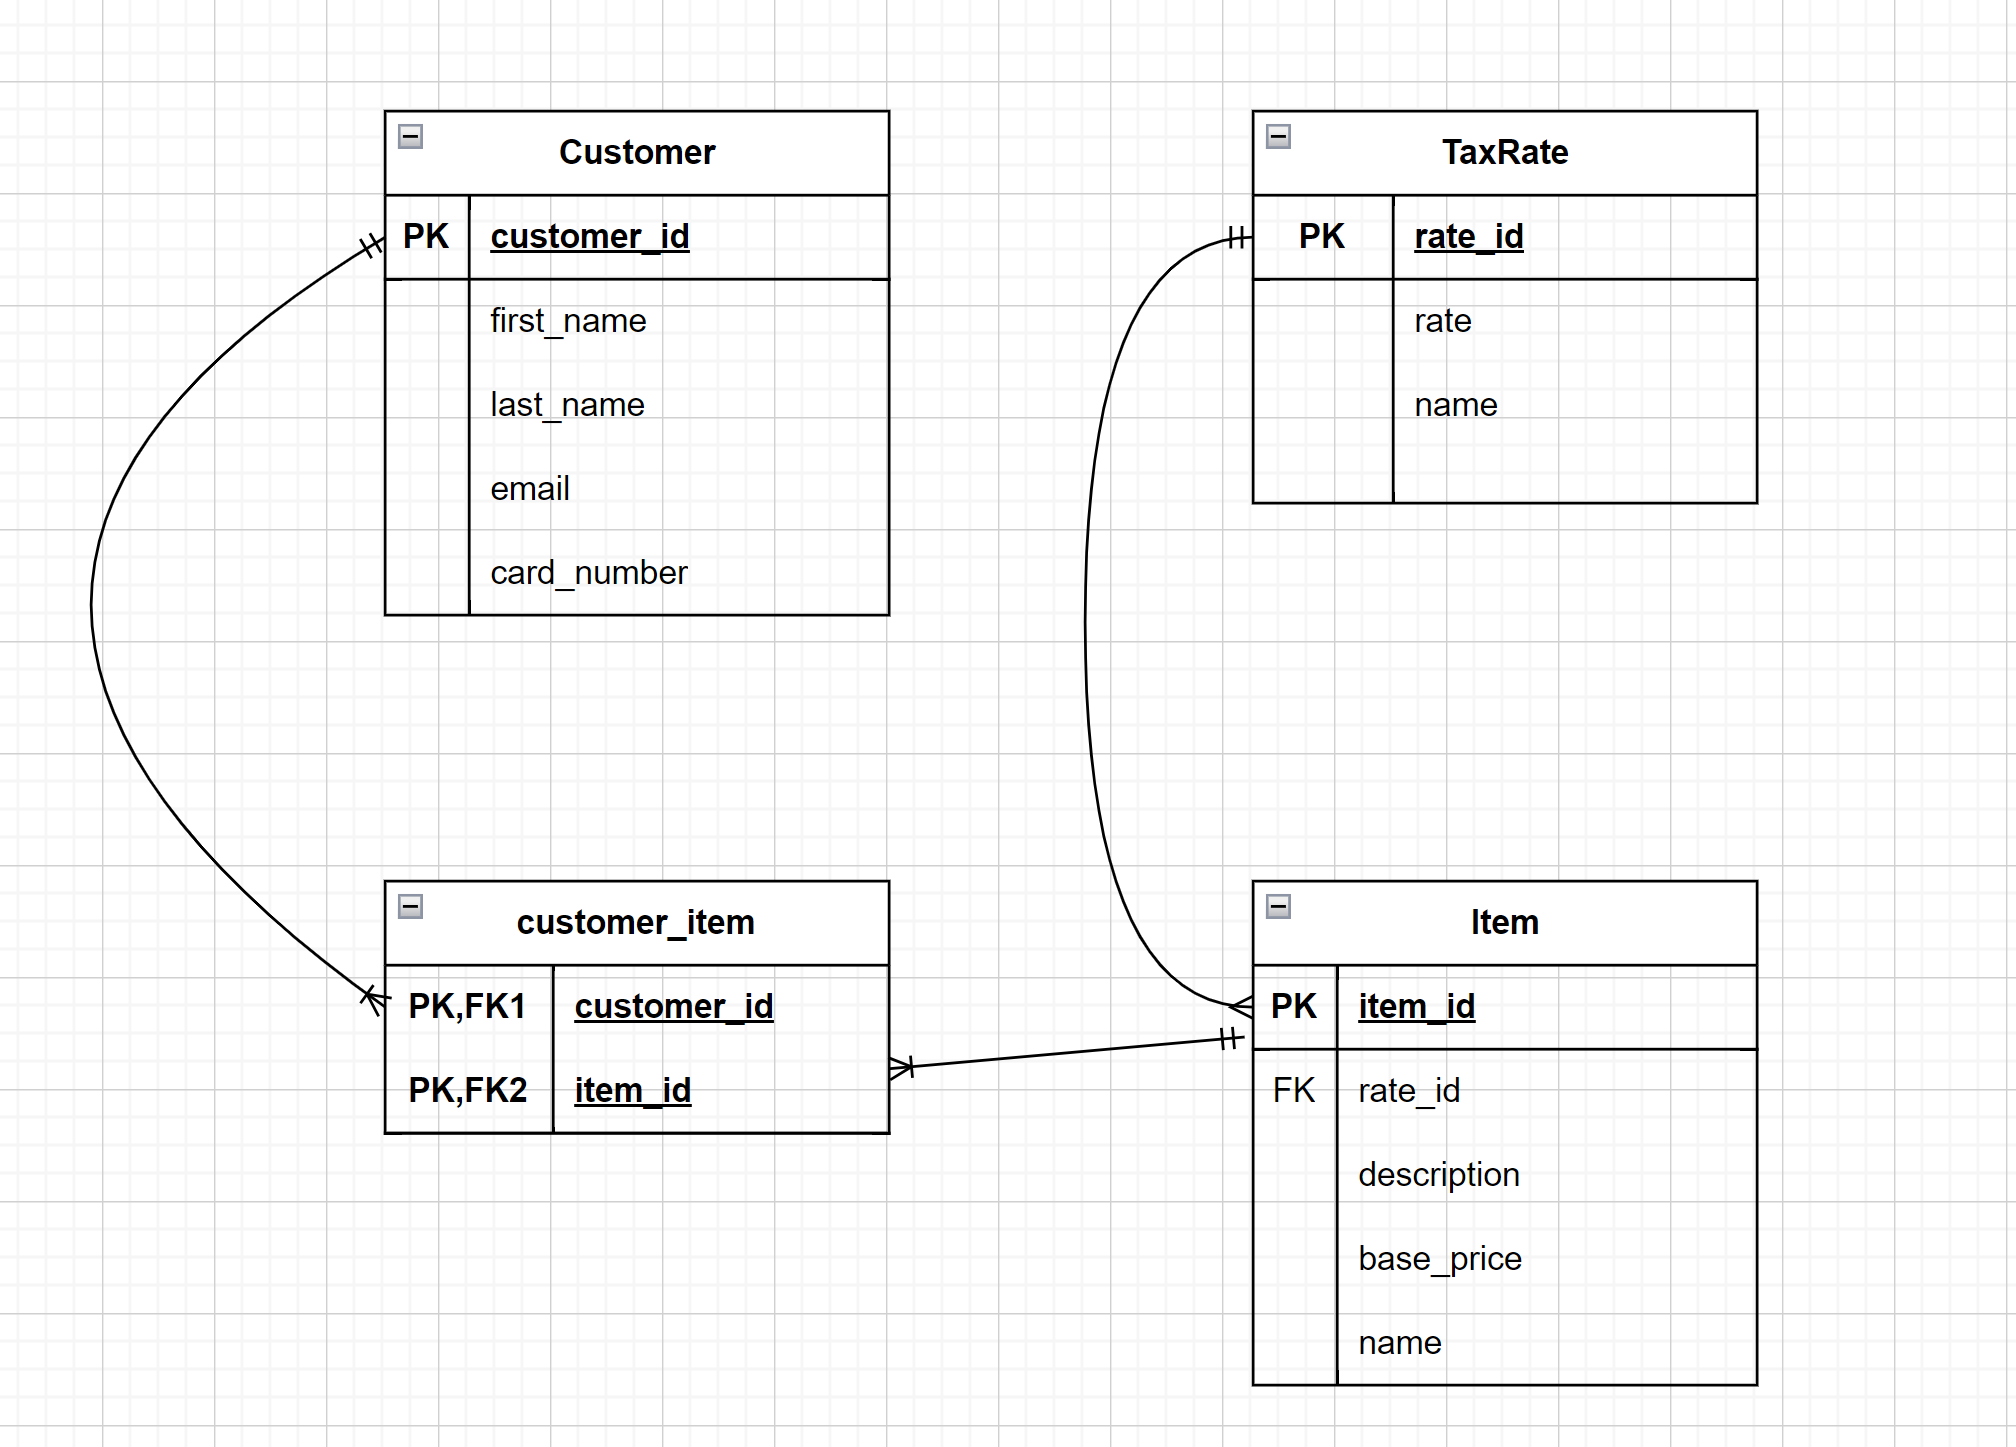 Customer
PK customer_id
first_name
last_name
email
card_number
TaxRate
PK rate_id
rate
name
customer_item
PK,FK1 customer_id
PK,FK2 item_id
Item
PK item_id
FK rate_id
description
base_price
name